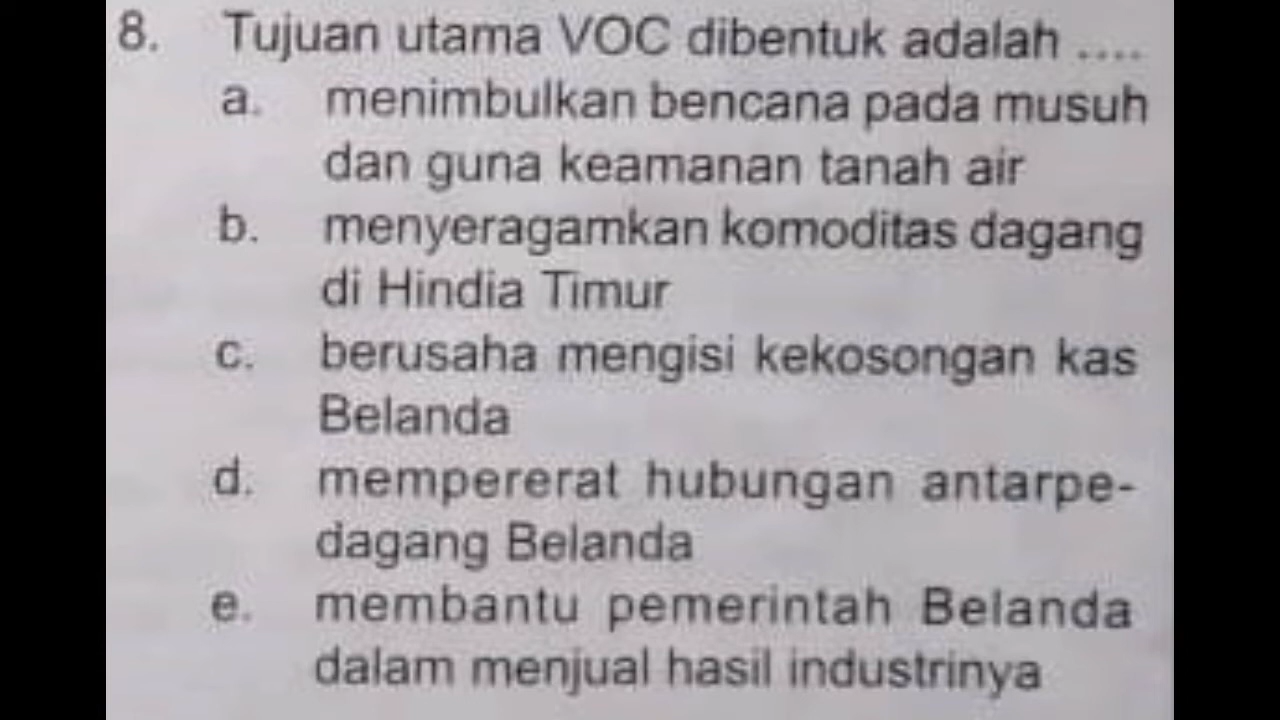 8. Tujuan utama VOC dibentuk adalah ....
a. menimbulkan bencana pada musuh
dan guna keamanan tanah air
b. menyeragamkan komoditas dagang
di Hindia Timur
c. berusaha mengisi kekosongan kas
Belanda
d. mempererat hubungan antarpe-
dagang Belanda
e. membantu pemerintah Belanda
dalam menjual hasil industrinya